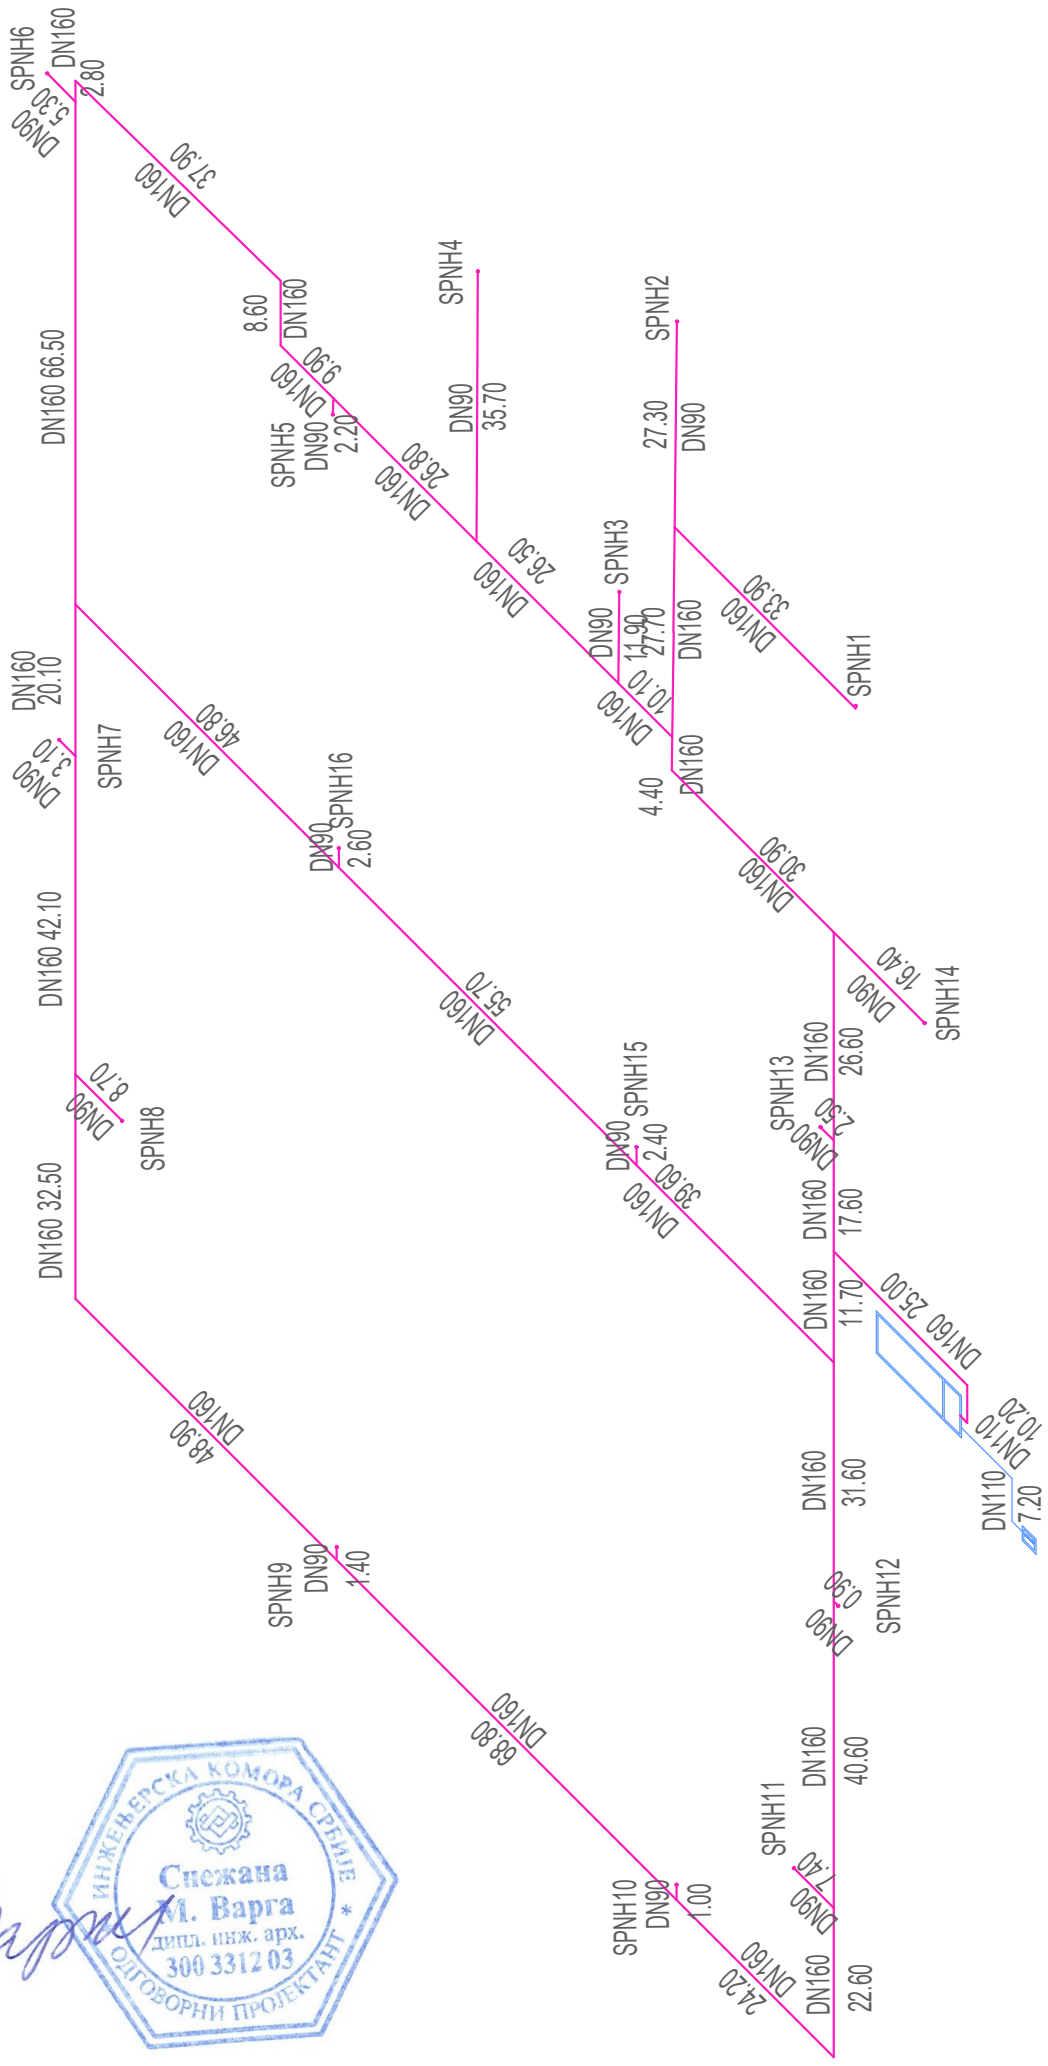 SPNH6
DN160
2.80
5.30
DN90
37.90
DN160
DN160 66.50
8.60
DN160
SPNH4
DN90
35.70
9.90
DN160
SPNH5
DN90
2.20
26.80
DN160
SPNH2
27.30
DN90
26.50
DN160
SPNH3
DN90
11.90
27.70
DN160
33.90
DN160
SPNH1
10.10
DN160
4.40
DN160
DN160
20.10
3.10
DN90
SPNH7
46.80
DN160
SPNH16
DN90
2.60
30.90
DN160
16.40
DN90
SPNH14
DN160 42.10
55.70
DN160
8.70
DN90
SPNH8
SPNH15
DN90
2.40
39.60
DN160
SPNH13
DN160
26.60
2.50
DN90
DN160
17.60
DN160
11.70
DN160 25.00
DN160 32.50
DN110
10.20
DN110
7.20
48.90
DN160
SPNH9
DN90
1.40
DN160
31.60
0.90
DN90
SPNH12
68.80
DN160
DN160
40.60
SPNH11
7.40
DN90
SPNH10
DN90
1.00
24.20
DN160
DN160
22.60
ИНЖЕЊЕРСКА КОМОРА СРБИЈЕ
Снежана
М. Варга
дипл. инж. арх.
300 3312 03
* ОДГОВОРНИ ПРОЈЕКТАНТ *